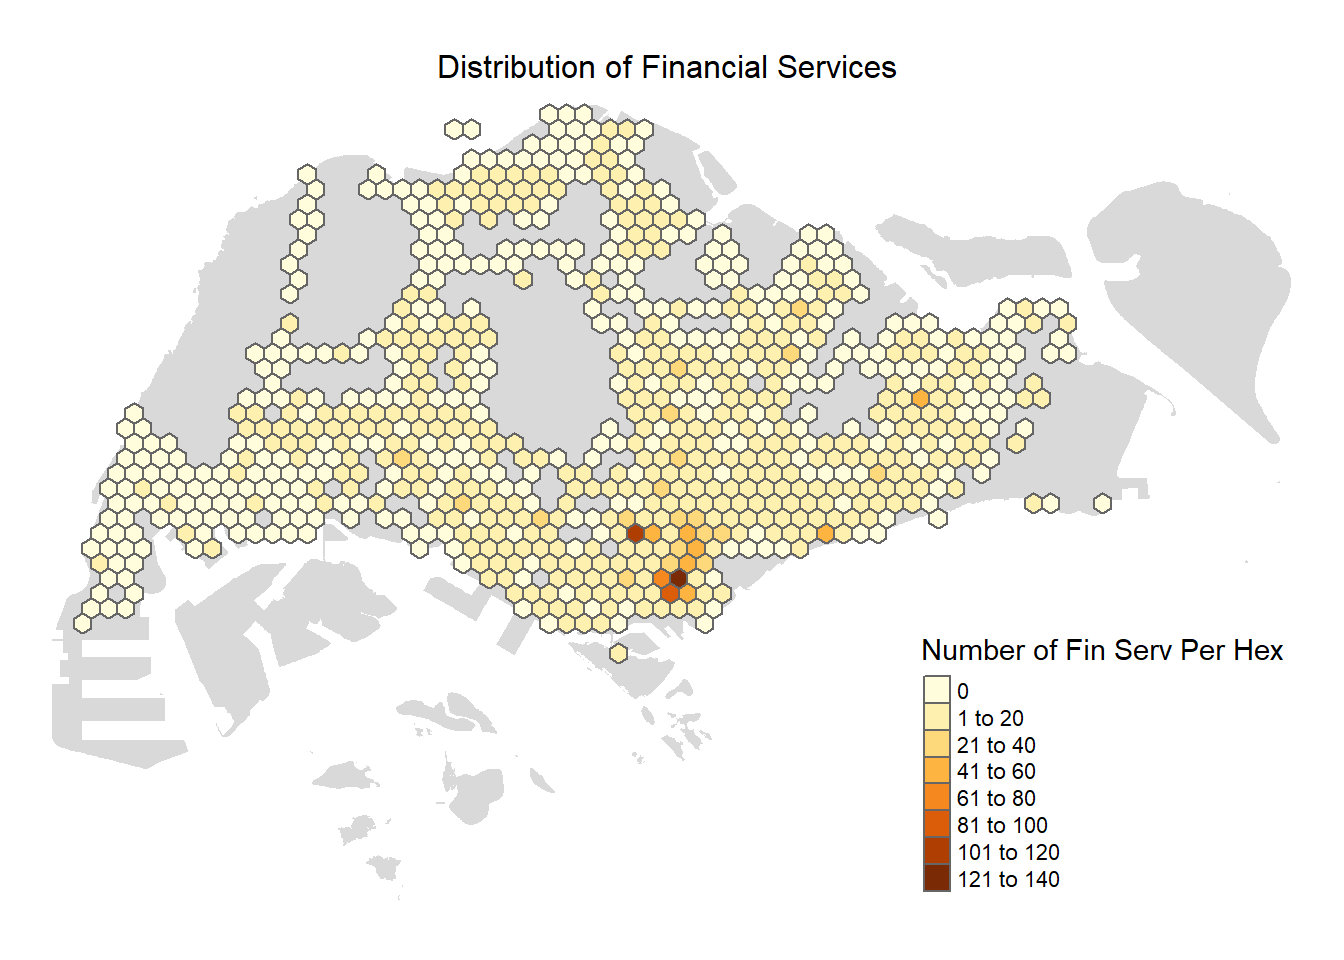 Distribution of Financial Services
Number of Fin Serv Per Hex
0
1 to 20
21 to 40
41 to 60
61 to 80
81 to 100
101 to 120
121 to 140